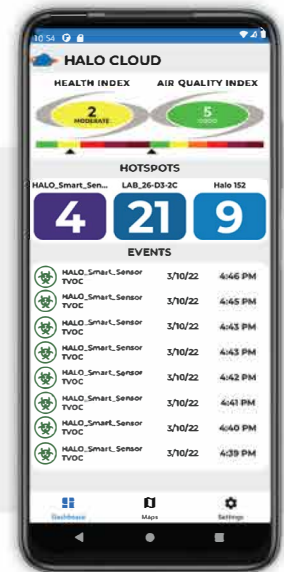 10 54
HALO CLOUD
HEALTH INDEX AIR QUALITY INDEX
2 5
MODERATE GOOD
HOTSPOTS
HALO_Smart_Sen... LAB_26-D3-2C Halo 152
4 21 9
EVENTS
HALO_Smart_Sensor
TVOC 3/10/22 4:46 PM
HALO_Smart_Sensor
TVOC 3/10/22 4:45 PM
HALO_Smart_Sensor
TVOC 3/10/22 4:43 PM
HALO_Smart_Sensor
TVOC 3/10/22 4:43 PM
HALO_Smart_Sensor
TVOC 3/10/22 4:42 PM
HALO_Smart_Sensor
TVOC 3/10/22 4:41 PM
HALO_Smart_Sensor
TVOC 3/10/22 4:40 PM
HALO_Smart_Sensor
TVOC 3/10/22 4:39 PM
Dashboard Maps Settings